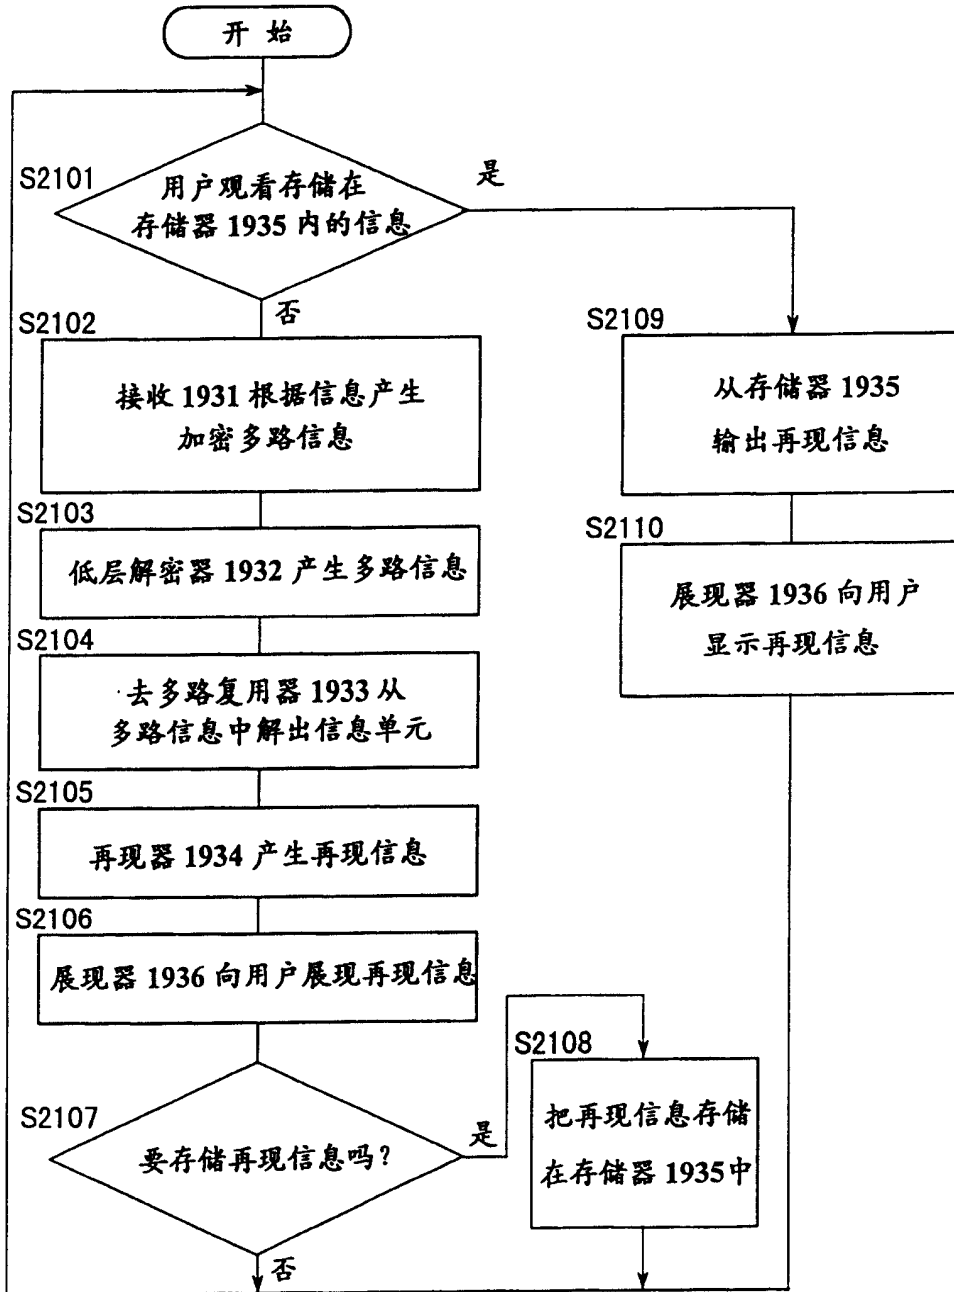 开 始
S2101
用户观看存储在
存储器 1935 内的信息
是
否
S2102
接收 1931 根据信息产生
加密多路信息
S2103
低层解密器 1932 产生多路信息
S2104
去多路复用器 1933 从
多路信息中解出信息单元
S2105
再现器 1934 产生再现信息
S2106
展现器 1936 向用户展现再现信息
S2107
要存储再现信息吗?
是
否
S2108
把再现信息存储
在存储器 1935 中
S2109
从存储器 1935
输出再现信息
S2110
展现器 1936 向用户
显示再现信息